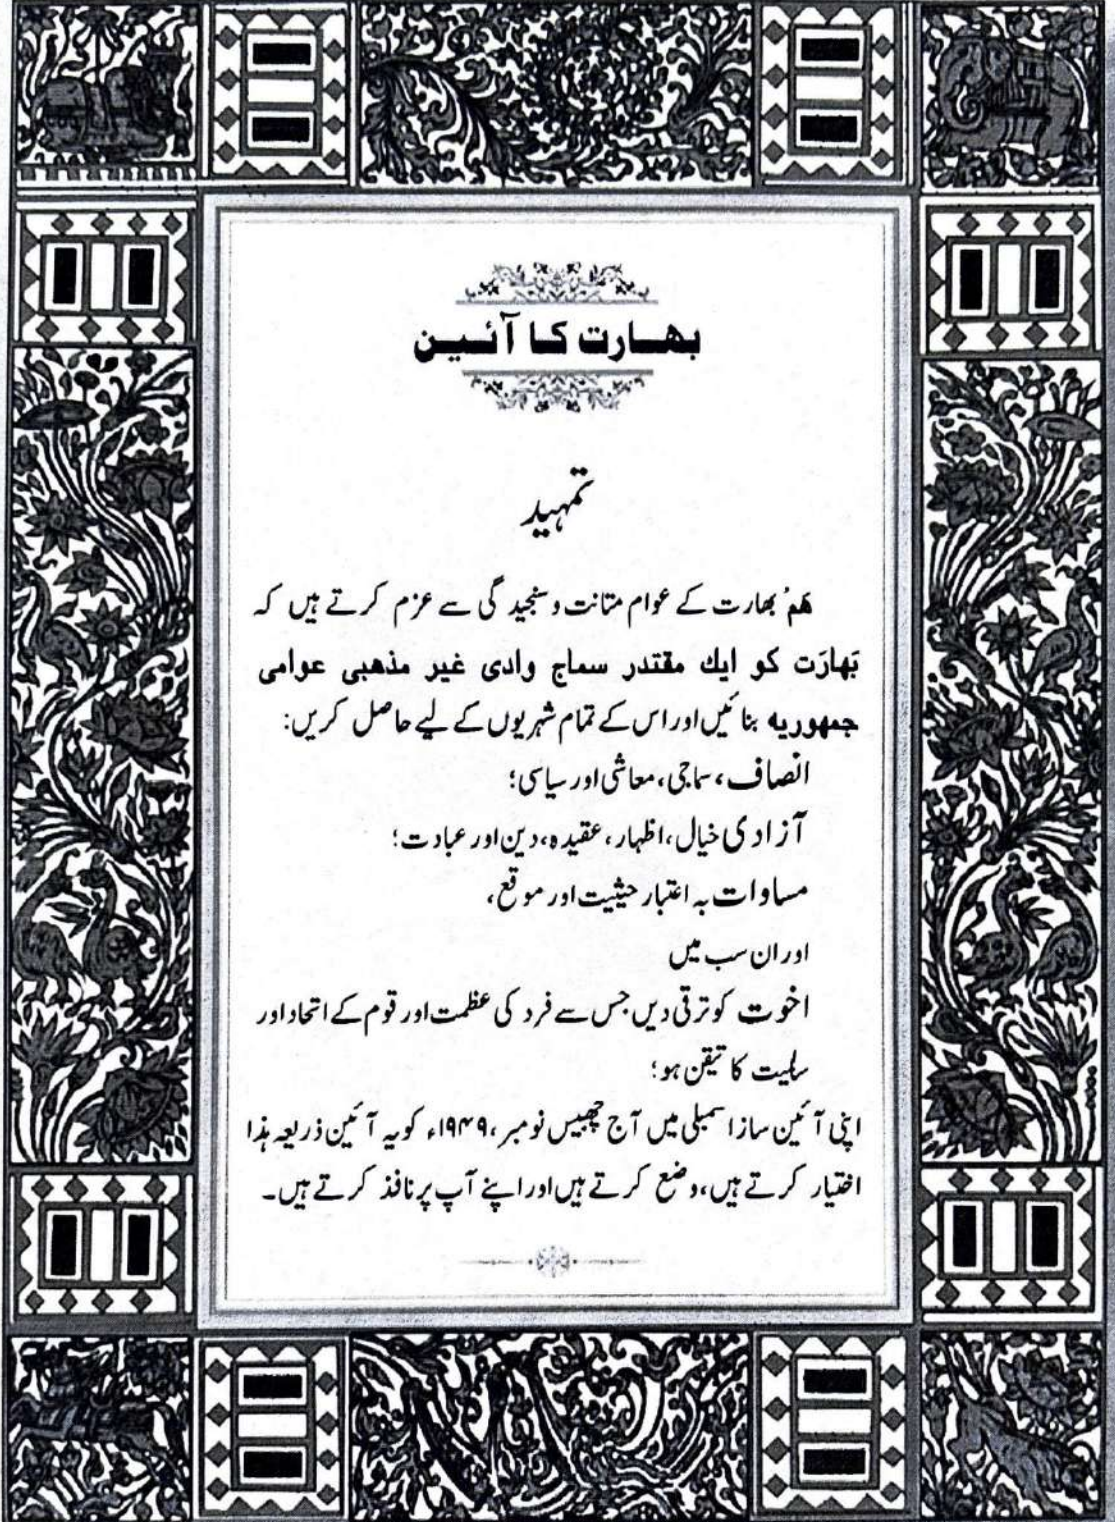 بھارت کا آئین
تمہید
ہَم، بھارت کے عوام متانت و سنجیدگی سے عزم کرتے ہیں کہ
بَھارَت کو ایک مقتدر سماج وادی غیر مذھبی عوامی
جمھوریہ بنائیں اور اس کے تمام شہریوں کے لیے حاصل کریں:
انصاف، سماجی، معاشی اور سیاسی؛
آزادی خیال، اظہار، عقیدہ، دین اور عبادت؛
مساوات بہ اعتبار حیثیت اور موقع،
اور ان سب میں
اخوت کو ترقی دیں جس سے فرد کی عظمت اور قوم کے اتحاد اور
سالمیت کا تیقن ہو؛
اپنی آئین ساز اسمبلی میں آج چھبیس نومبر، ۱۹۴۹ء کو یہ آئین ذریعہ ہذا
اختیار کرتے ہیں، وضع کرتے ہیں اور اپنے آپ پر نافذ کرتے ہیں۔